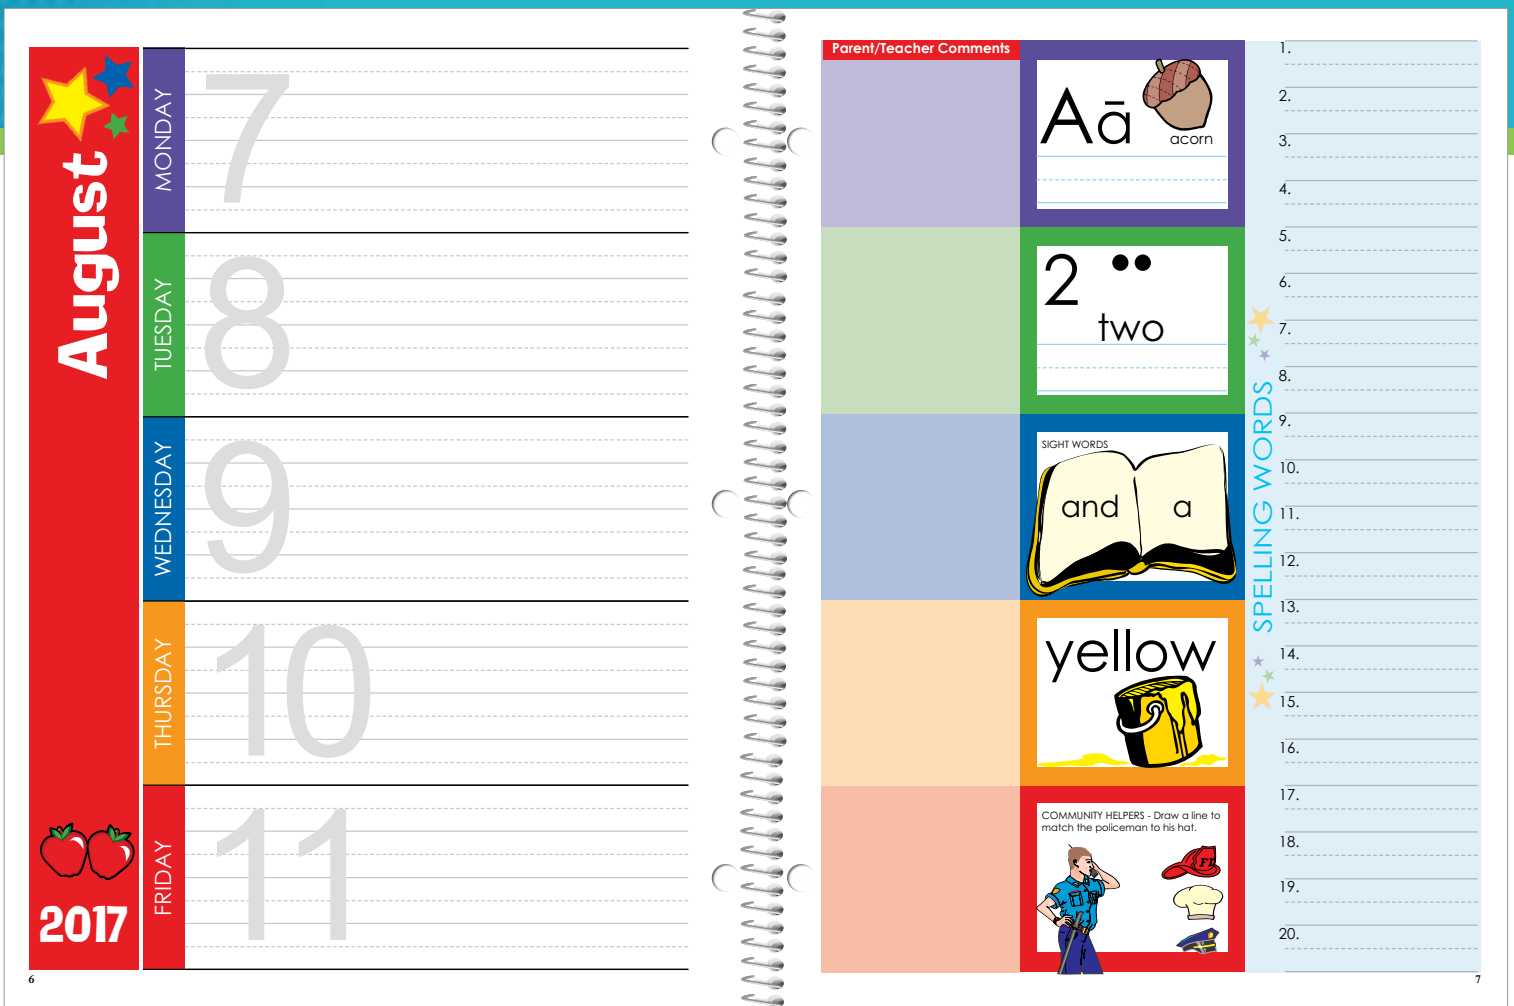 August
2017
MONDAY
7
TUESDAY
8
WEDNESDAY
9
THURSDAY
10
FRIDAY
11
6
Parent/Teacher Comments
Aā
acorn
2
two
SIGHT WORDS
and a
yellow
COMMUNITY HELPERS - Draw a line to
match the policeman to his hat.
FD
SPELLING WORDS
1.
2.
3.
4.
5.
6.
7.
8.
9.
10.
11.
12.
13.
14.
15.
16.
17.
18.
19.
20.
7